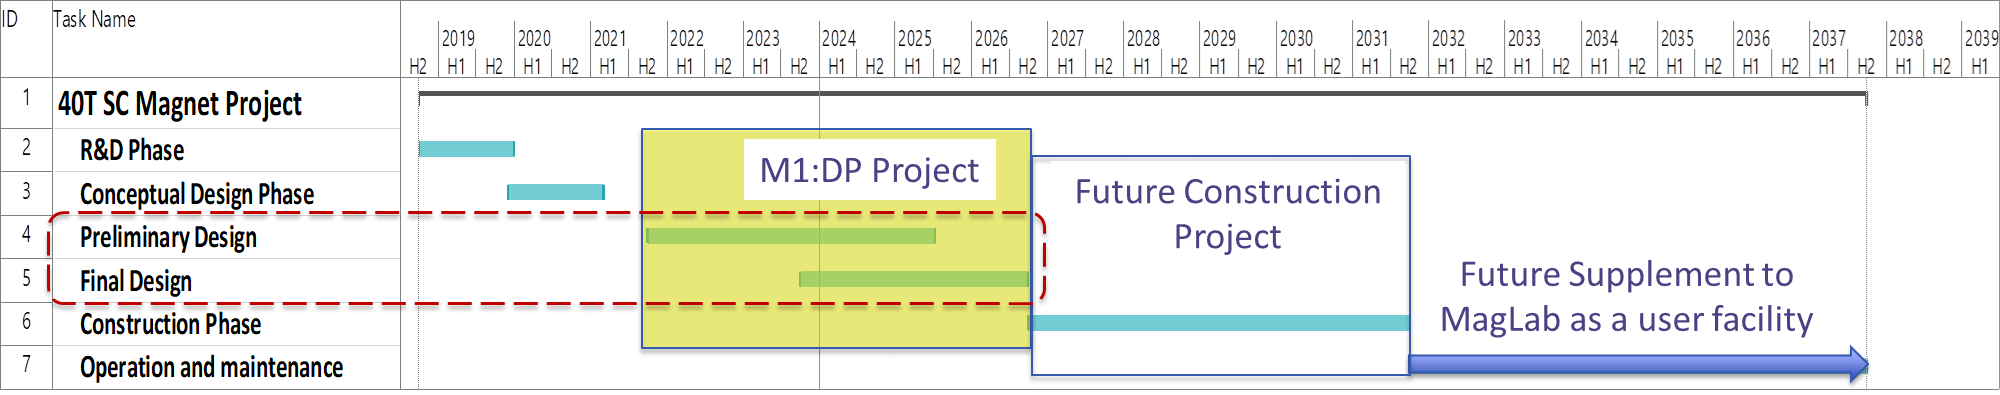 ID Task Name
2019 2020 2021 2022 2023 2024 2025 2026 2027 2028 2029 2030 2031 2032 2033 2034 2035 2036 2037 2038 2039
H2 H1 H2 H1 H2 H1 H2 H1 H2 H1 H2 H1 H2 H1 H2 H1 H2 H1 H2 H1 H2 H1 H2 H1 H2 H1 H2 H1 H2 H1 H2 H1 H2 H1 H2 H1 H2 H1 H2 H1 H2 H1
1 40T SC Magnet Project
2 R&D Phase
3 Conceptual Design Phase
4 Preliminary Design
5 Final Design
6 Construction Phase
7 Operation and maintenance
M1:DP Project
Future Construction
Project
Future Supplement to
MagLab as a user facility